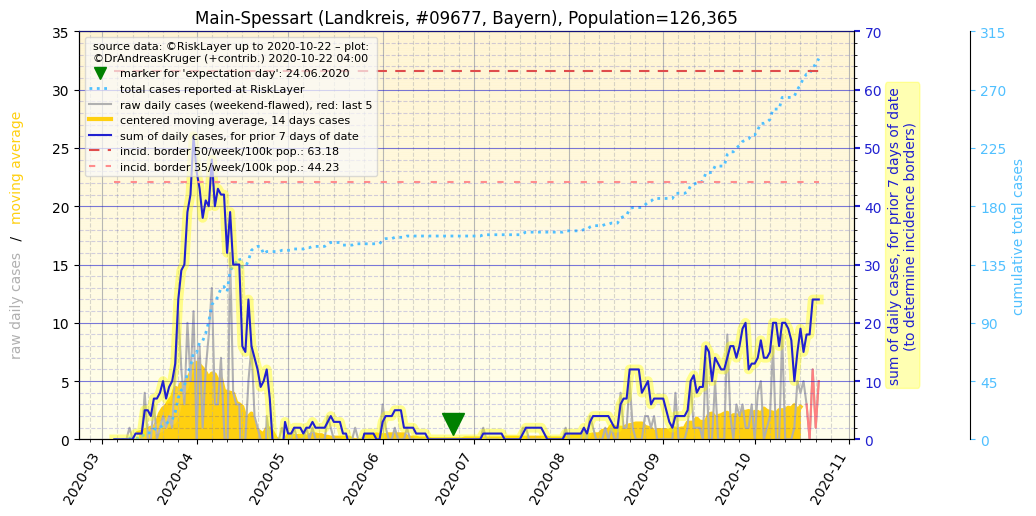 Main-Spessart (Landkreis, #09677, Bayern), Population=126,365
source data: ©RiskLayer up to 2020-10-22 – plot:
©DrAndreasKruger (+contrib.) 2020-10-22 04:00
marker for 'expectation day': 24.06.2020
total cases reported at RiskLayer
raw daily cases (weekend-flawed), red: last 5
centered moving average, 14 days cases
sum of daily cases, for prior 7 days of date
incid. border 50/week/100k pop.: 63.18
incid. border 35/week/100k pop.: 44.23
raw daily cases / moving average
35
30
25
20
15
10
5
0
2020-03
2020-04
2020-05
2020-06
2020-07
2020-08
2020-09
2020-10
2020-11
70
60
50
40
30
20
10
0
sum of daily cases, for prior 7 days of date
(to determine incidence borders)
315
270
225
180
135
90
45
0
cumulative total cases